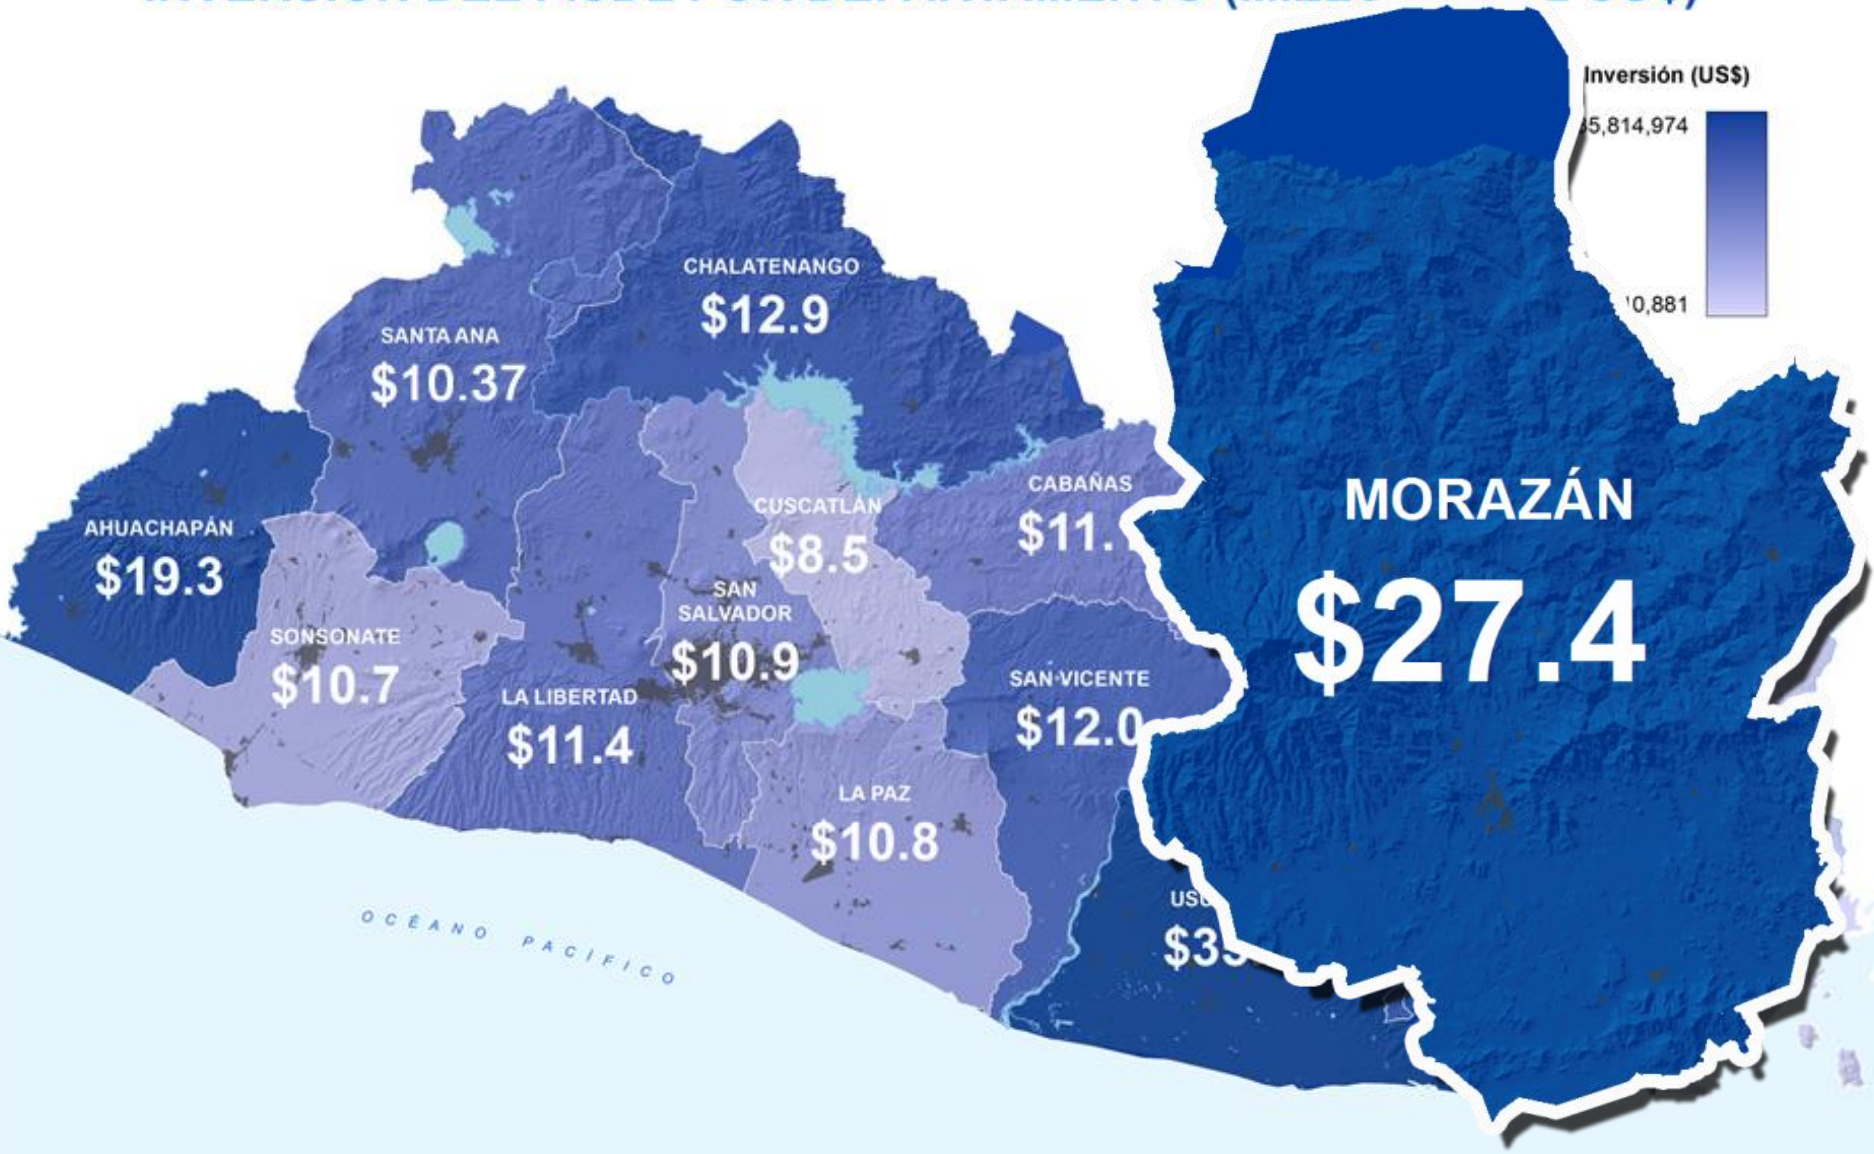 Inversión (US$)
5,814,974
0,881
CHALATENANGO
$12.9
SANTA ANA
$10.37
AHUACHAPÁN
$19.3
SONSONATE
$10.7
LA LIBERTAD
$11.4
SAN
SALVADOR
$10.9
CUSCATLÁN
$8.5
CABAÑAS
$11.
SAN VICENTE
$12.0
LA PAZ
$10.8
MORAZÁN
$27.4
OCÉANO PACÍFICO